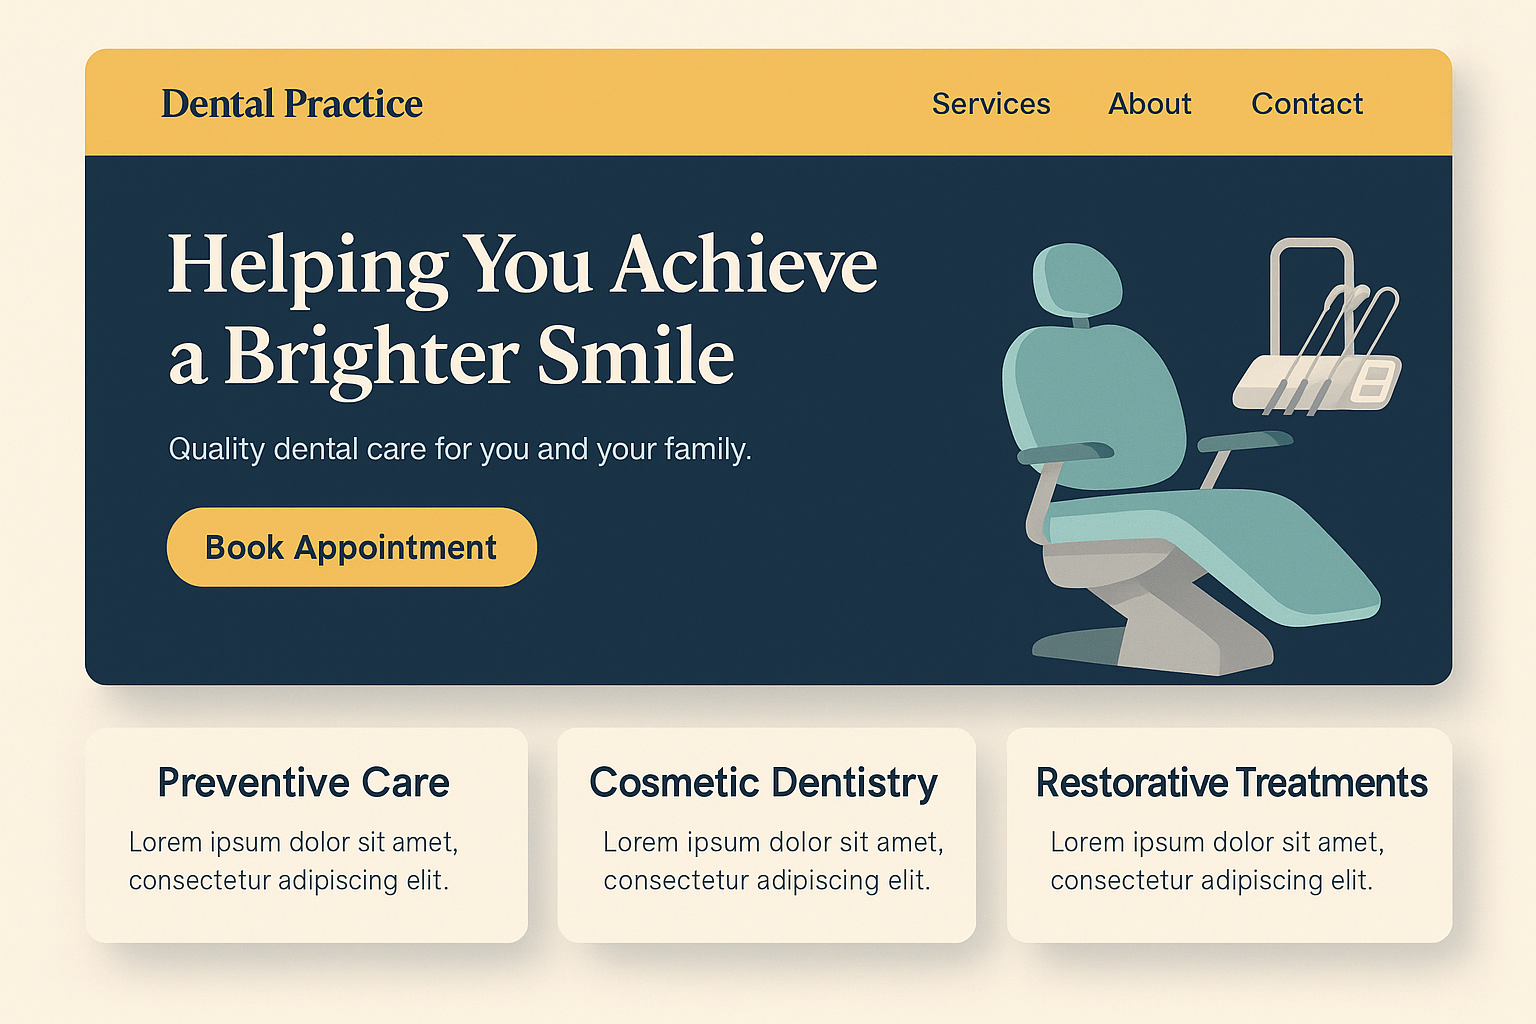 Dental Practice
Services About Contact
Helping You Achieve
a Brighter Smile
Quality dental care for you and your family.
Book Appointment
Preventive Care
Lorem ipsum dolor sit amet,
consectetur adipiscing elit.
Cosmetic Dentistry
Lorem ipsum dolor sit amet,
consectetur adipiscing elit.
Restorative Treatments
Lorem ipsum dolor sit amet,
consectetur adipiscing elit.